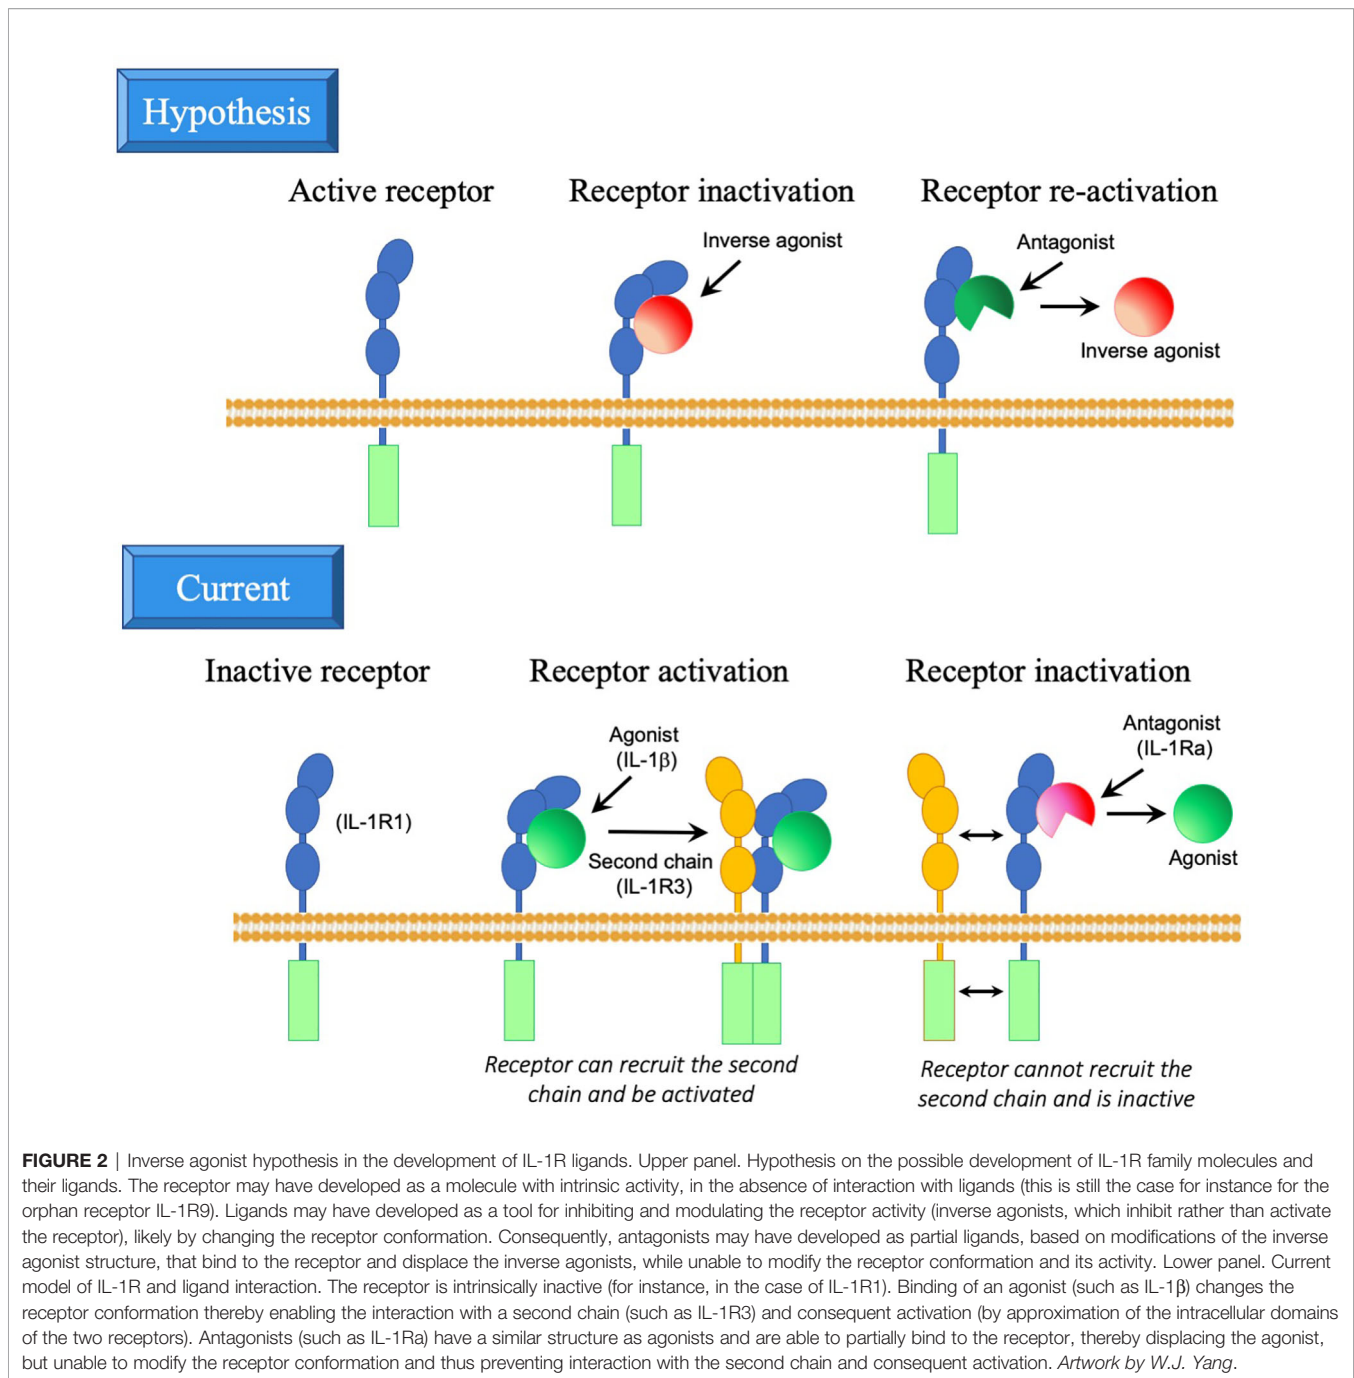 Hypothesis
Active receptor
Receptor inactivation
Receptor re-activation
Inverse agonist
Antagonist
Inverse agonist
Current
Inactive receptor
Receptor activation
Receptor inactivation
(IL-1R1)
Agonist
(IL-1β)
Second chain
(IL-1R3)
Antagonist
(IL-1Ra)
Agonist
Receptor can recruit the second
chain and be activated
Receptor cannot recruit the
second chain and is inactive
FIGURE 2 | Inverse agonist hypothesis in the development of IL-1R ligands. Upper panel. Hypothesis on the possible development of IL-1R family molecules and
their ligands. The receptor may have developed as a molecule with intrinsic activity, in the absence of interaction with ligands (this is still the case for instance for the
orphan receptor IL-1R9). Ligands may have developed as a tool for inhibiting and modulating the receptor activity (inverse agonists, which inhibit rather than activate
the receptor), likely by changing the receptor conformation. Consequently, antagonists may have developed as partial ligands, based on modifications of the inverse
agonist structure, that bind to the receptor and displace the inverse agonists, while unable to modify the receptor conformation and its activity. Lower panel. Current
model of IL-1R and ligand interaction. The receptor is intrinsically inactive (for instance, in the case of IL-1R1). Binding of an agonist (such as IL-1β) changes the
receptor conformation thereby enabling the interaction with a second chain (such as IL-1R3) and consequent activation (by approximation of the intracellular domains
of the two receptors). Antagonists (such as IL-1Ra) have a similar structure as agonists and are able to partially bind to the receptor, thereby displacing the agonist,
but unable to modify the receptor conformation and thus preventing interaction with the second chain and consequent activation. Artwork by W.J. Yang.